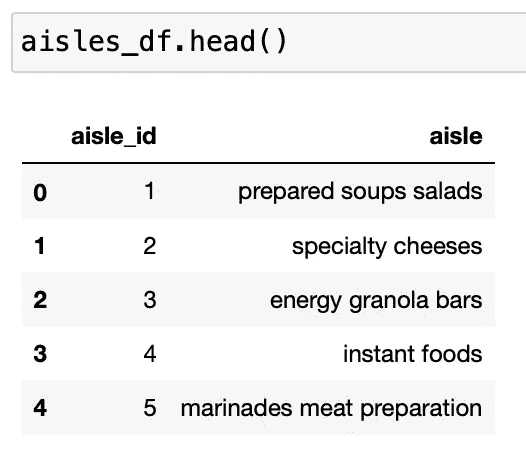 aisles_df.head()
aisle_id aisle
0 1 prepared soups salads
1 2 specialty cheeses
2 3 energy granola bars
3 4 instant foods
4 5 marinades meat preparation